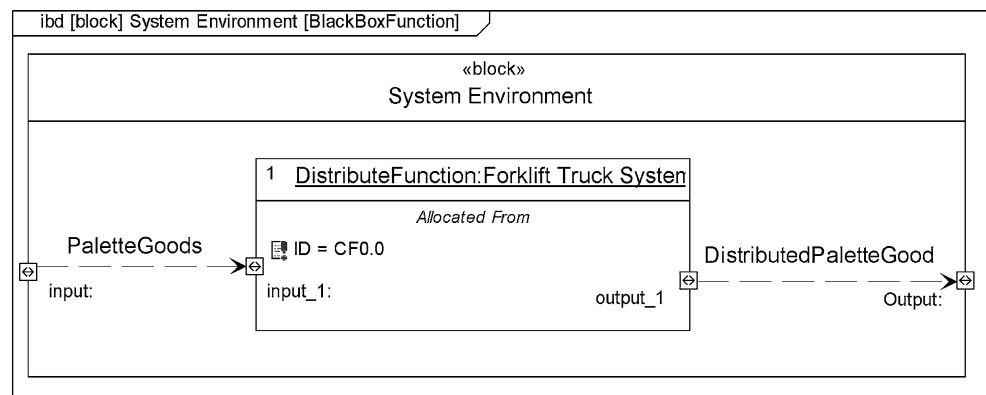 ibd [block] System Environment [BlackBoxFunction]
«block»
System Environment
1 DistributeFunction:Forklift Truck System
Allocated From
ID = CF0.0
PaletteGoods
input:
input_1:
output_1
DistributedPaletteGood
Output: